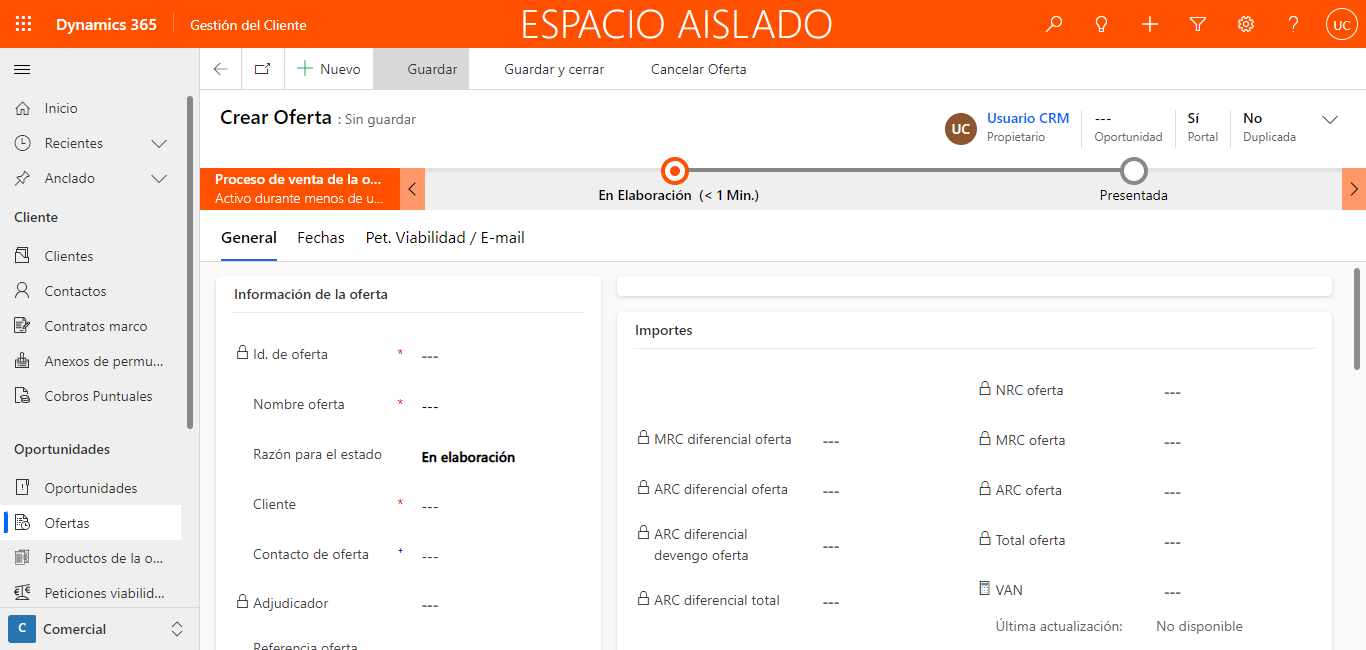 Dynamics 365
Gestión del Cliente
ESPACIO AISLADO
UC
Nuevo
Guardar
Guardar y cerrar
Cancelar Oferta
Inicio
Recientes
Anclado
Cliente
Clientes
Contactos
Contratos marco
Anexos de permu...
Cobros Puntuales
Oportunidades
Oportunidades
Ofertas
Productos de la o...
Peticiones viabilid...
C
Comercial
Crear Oferta : Sin guardar
UC
Usuario CRM
Propietario
---
Oportunidad
Sí
Portal
No
Duplicada
Proceso de venta de la o...
Activo durante menos de u...
En Elaboración (< 1 Min.)
Presentada
General
Fechas
Pet. Viabilidad / E-mail
Información de la oferta
Id. de oferta * ---
Nombre oferta * ---
Razón para el estado En elaboración
Cliente * ---
Contacto de oferta + ---
Adjudicador ---
Referencia oferta
Importes
MRC diferencial oferta ---
ARC diferencial oferta ---
ARC diferencial
devengo oferta ---
ARC diferencial total ---
NRC oferta ---
MRC oferta ---
ARC oferta ---
Total oferta ---
VAN ---
Última actualización: No disponible